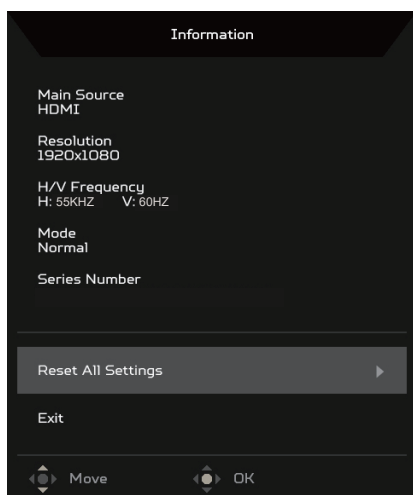 Information
Main Source
HDMI
Resolution
1920x1080
H/V Frequency
H: 55KHZ V: 60HZ
Mode
Normal
Series Number
Reset All Settings
Exit
Move OK